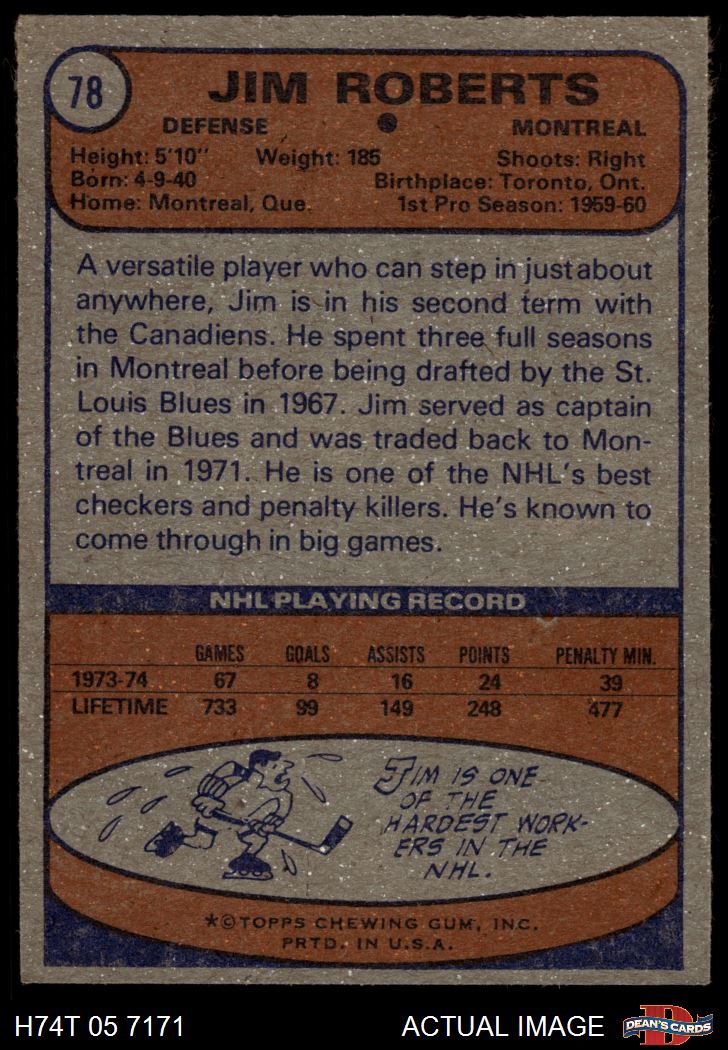 78
JIM ROBERTS
DEFENSE MONTREAL
Height: 5'10" Weight: 185 Shoots: Right
Born: 4-9-40 Birthplace: Toronto, Ont.
Home: Montreal, Que. 1st Pro Season: 1959-60
A versatile player who can step in just about
anywhere, Jim is in his second term with
the Canadiens. He spent three full seasons
in Montreal before being drafted by the St.
Louis Blues in 1967. Jim served as captain
of the Blues and was traded back to Mon-
treal in 1971. He is one of the NHL's best
checkers and penalty killers. He's known to
come through in big games.
NHL PLAYING RECORD
GAMES GOALS ASSISTS POINTS PENALTY MIN.
1973-74 67 8 16 24 39
LIFETIME 733 99 149 248 477
JIM IS ONE
OF THE
HARDEST WORK-
ERS IN THE
NHL.
*©TOPPS CHEWING GUM, INC.
PRTD. IN U.S.A.
H74T 05 7171 ACTUAL IMAGE
D
DEAN'S CARDS